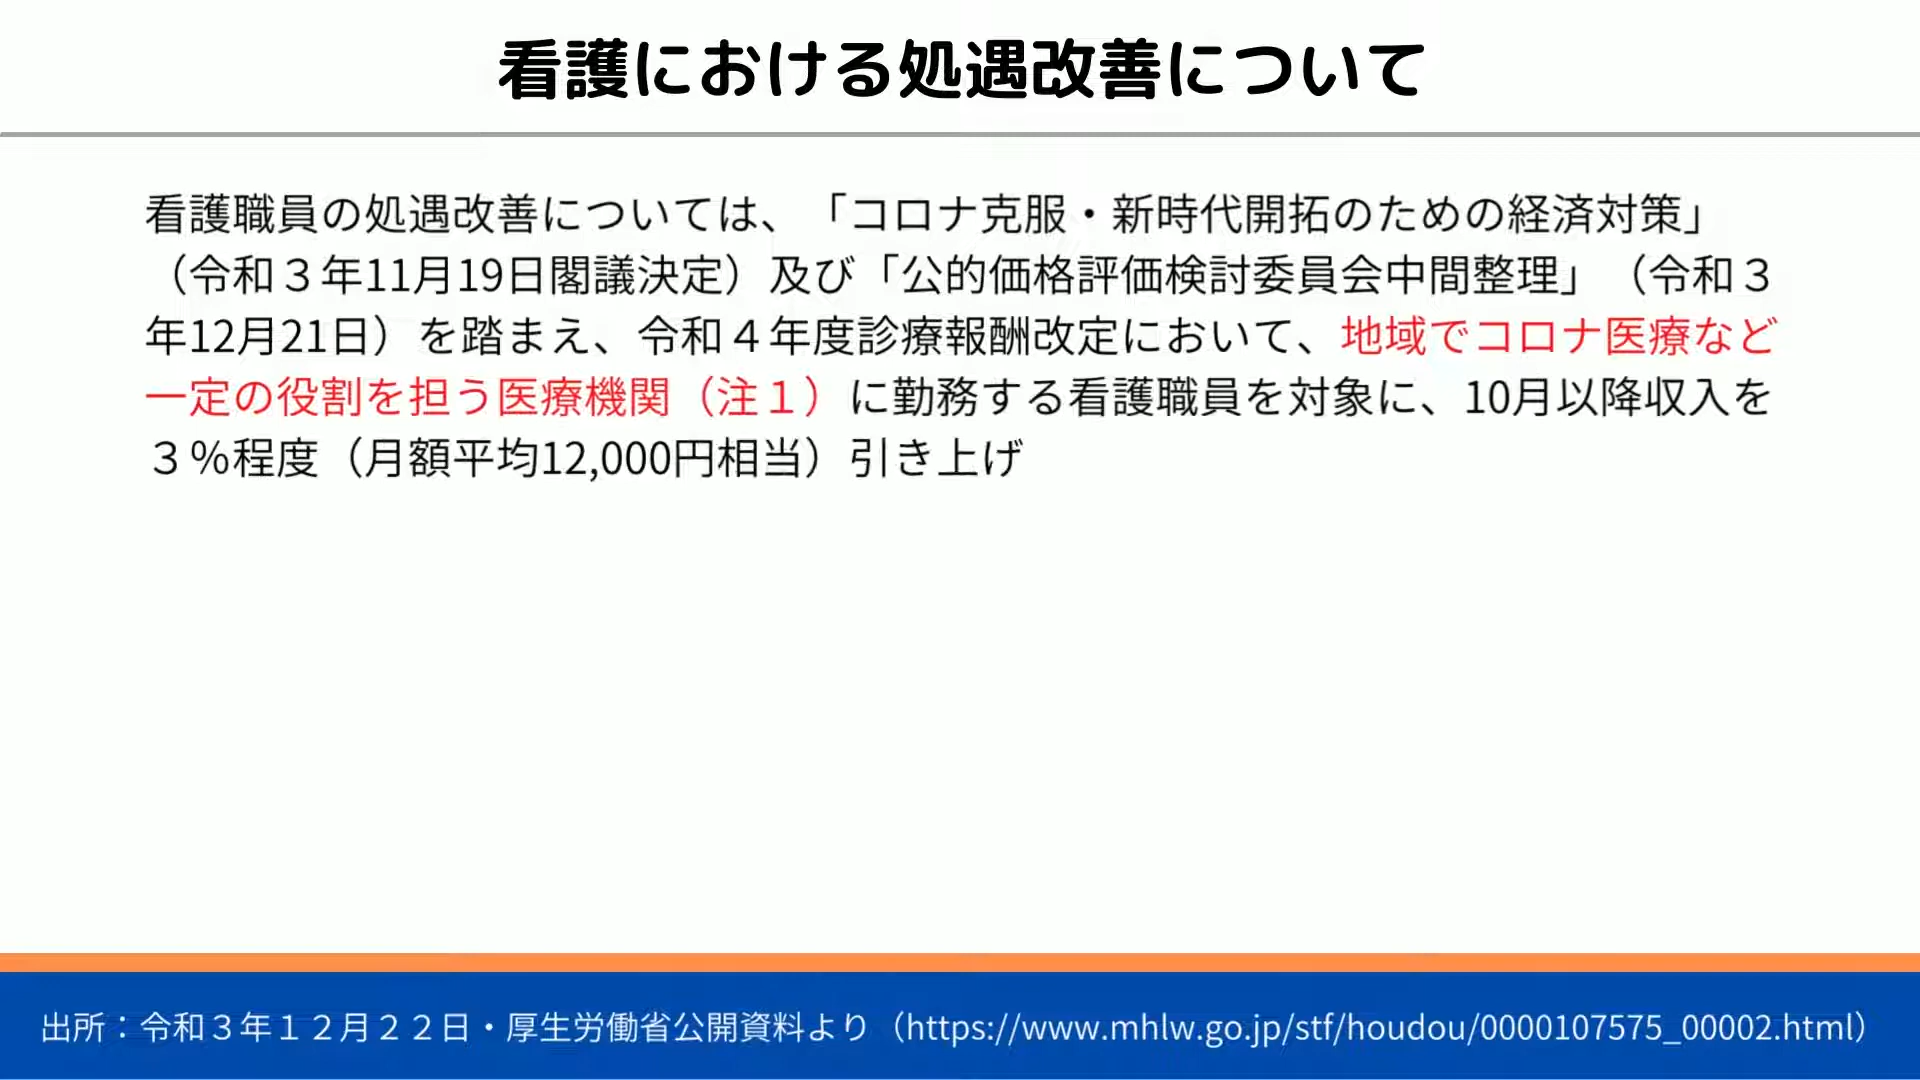 看護における処遇改善について
看護職員の処遇改善については、「コロナ克服・新時代開拓のための経済対策」
（令和３年11月19日閣議決定）及び「公的価格評価検討委員会中間整理」（令和３
年12月21日）を踏まえ、令和４年度診療報酬改定において、地域でコロナ医療など
一定の役割を担う医療機関（注１）に勤務する看護職員を対象に、10月以降収入を
３％程度（月額平均12,000円相当）引き上げ
出所：令和３年１２月２２日・厚生労働省公開資料より（https://www.mhlw.go.jp/stf/houdou/0000107575_00002.html）